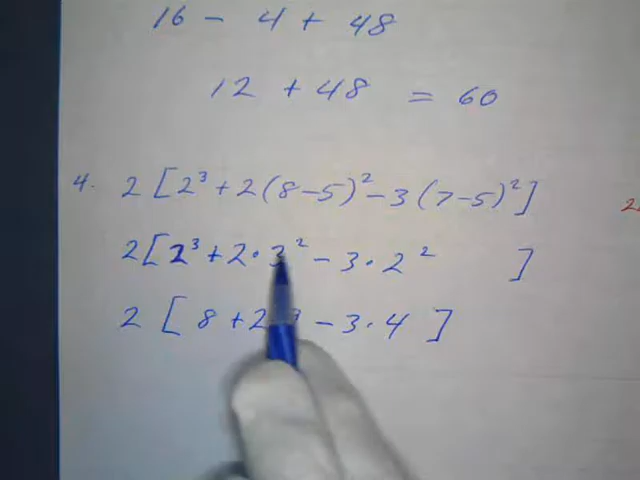 16 - 4 + 48
12 + 48 = 60
4. 2[2³ + 2(8-5)² - 3(7-5)²]
2[2³ + 2·3² - 3·2² ]
2 [ 8 + 2 - 3·4 ]